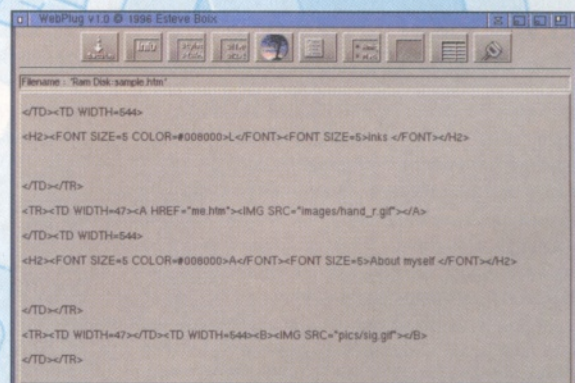 WebPlug v1.0 © 1996 Esteve Boix
Info
Filename : 'Ram Disk:sample.htm'
</TD><TD WIDTH=544>
<H2><FONT SIZE=5 COLOR=#008000>L</FONT><FONT SIZE=5>inks </FONT></H2>
</TD></TR>
<TR><TD WIDTH=47><A HREF="me.htm"><IMG SRC="images/hand_r.gif"></A>
</TD><TD WIDTH=544>
<H2><FONT SIZE=5 COLOR=#008000>A</FONT><FONT SIZE=5>About myself </FONT></H2>
</TD></TR>
<TR><TD WIDTH=47></TD><TD WIDTH=544><B><IMG SRC="pics/sig.gif"></B>
</TD></TR>